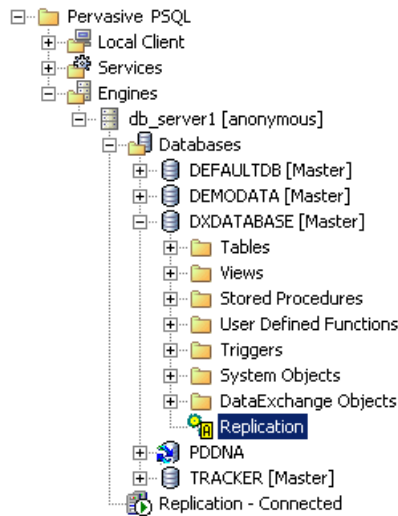 Pervasive PSQL
Local Client
Services
Engines
db_server1 [anonymous]
Databases
DEFAULTDB [Master]
DEMODATA [Master]
DXDATABASE [Master]
Tables
Views
Stored Procedures
User Defined Functions
Triggers
System Objects
DataExchange Objects
A Replication
PDDNA
TRACKER [Master]
Replication - Connected